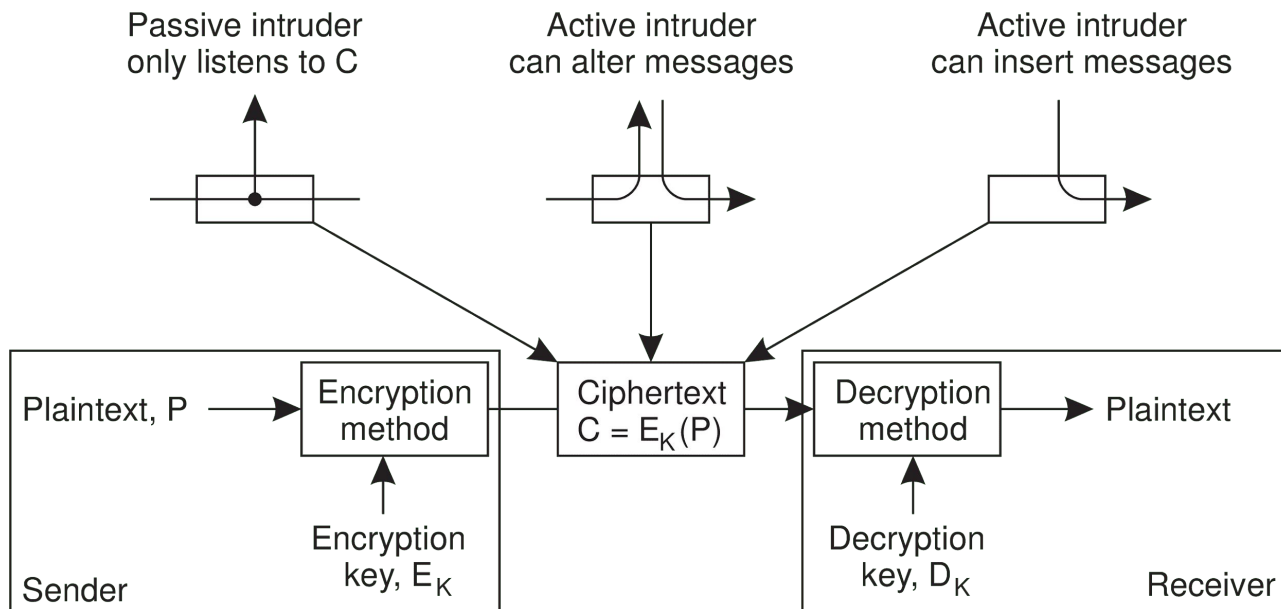 Passive intruder
only listens to C
Active intruder
can alter messages
Active intruder
can insert messages
Plaintext, P
Encryption
method
Ciphertext
C = E_K(P)
Decryption
method
Plaintext
Encryption
key, E_K
Decryption
key, D_K
Sender
Receiver